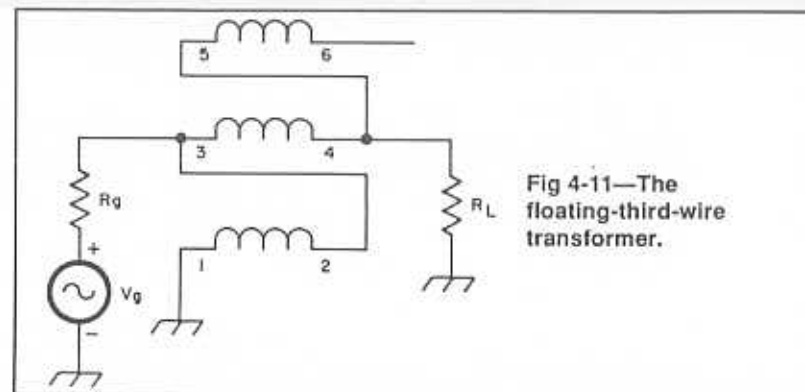 5 6
3 4
Rg
RL
Fig 4-11—The
floating-third-wire
transformer.
+
1 2
Vg
−